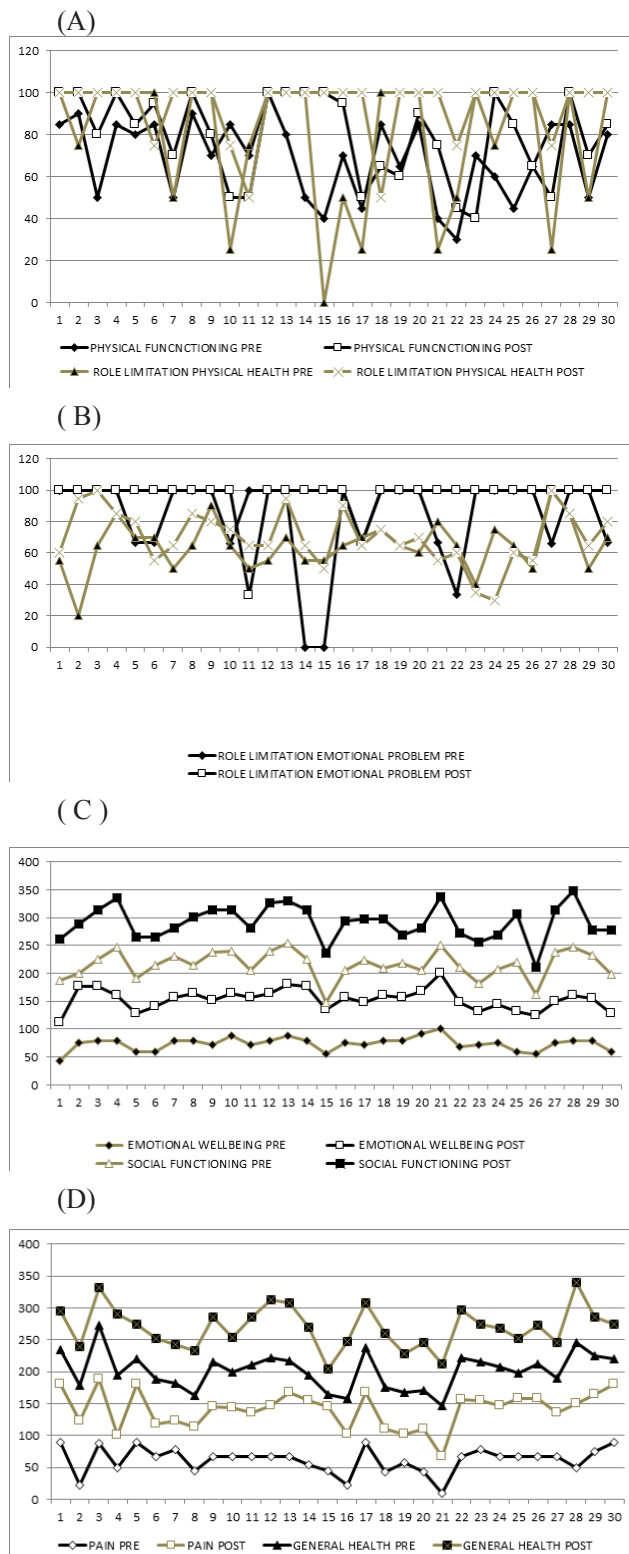 (A)
120
100
80
60
40
20
0
1 2 3 4 5 6 7 8 9 10 11 12 13 14 15 16 17 18 19 20 21 22 23 24 25 26 27 28 29 30
PHYSICAL FUNCNCTIONING PRE PHYSICAL FUNCNCTIONING POST
ROLE LIMITATION PHYSICAL HEALTH PRE ROLE LIMITATION PHYSICAL HEALTH POST
( B)
120
100
80
60
40
20
0
1 2 3 4 5 6 7 8 9 10 11 12 13 14 15 16 17 18 19 20 21 22 23 24 25 26 27 28 29 30
ROLE LIMITATION EMOTIONAL PROBLEM PRE
ROLE LIMITATION EMOTIONAL PROBLEM POST
( C )
400
350
300
250
200
150
100
50
0
1 2 3 4 5 6 7 8 9 10 11 12 13 14 15 16 17 18 19 20 21 22 23 24 25 26 27 28 29 30
EMOTIONAL WELLBEING PRE EMOTIONAL WELLBEING POST
SOCIAL FUNCTIONING PRE SOCIAL FUNCTIONING POST
(D)
400
350
300
250
200
150
100
50
0
1 2 3 4 5 6 7 8 9 10 11 12 13 14 15 16 17 18 19 20 21 22 23 24 25 26 27 28 29 30
PAIN PRE PAIN POST GENERAL HEALTH PRE GENERAL HEALTH POST